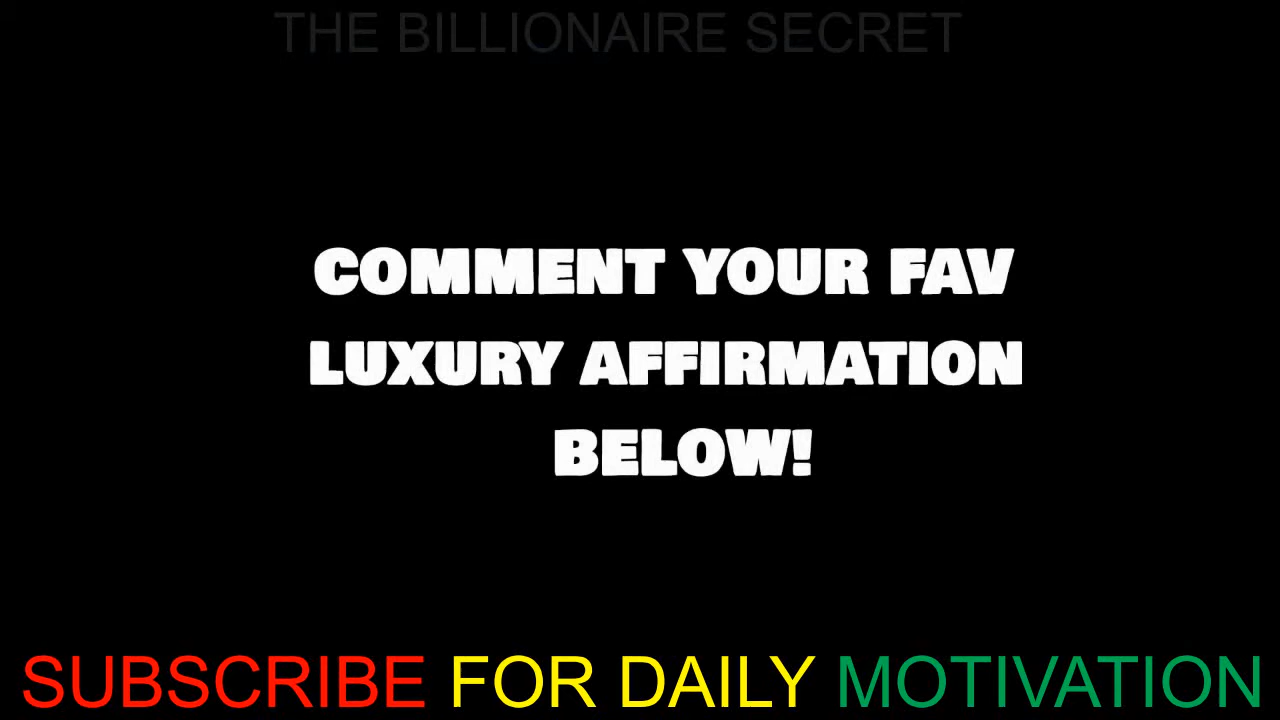 THE BILLIONAIRE SECRET
COMMENT YOUR FAV
LUXURY AFFIRMATION
BELOW!
SUBSCRIBE FOR DAILY MOTIVATION